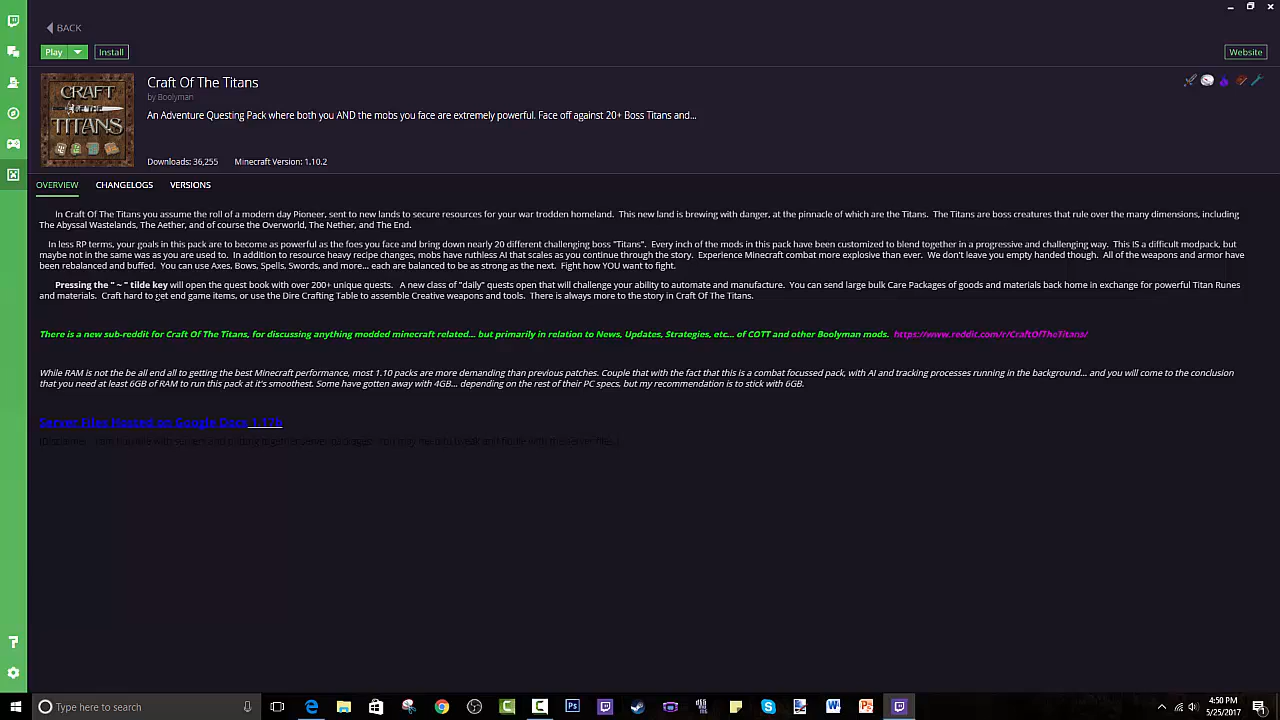 BACK
Play Install Website
CRAFT
OF THE
TITANS
Craft Of The Titans
by Boolyman
An Adventure Questing Pack where both you AND the mobs you face are extremely powerful. Face off against 20+ Boss Titans and...
Downloads: 36,255 Minecraft Version: 1.10.2
OVERVIEW CHANGELOGS VERSIONS
In Craft Of The Titans you assume the roll of a modern day Pioneer, sent to new lands to secure resources for your war trodden homeland. This new land is brewing with danger, at the pinnacle of which are the Titans. The Titans are boss creatures that rule over the many dimensions, including
The Abyssal Wastelands, The Aether, and of course the Overworld, The Nether, and The End.
In less RP terms, your goals in this pack are to become as powerful as the foes you face and bring down nearly 20 different challenging boss "Titans". Every inch of the mods in this pack have been customized to blend together in a progressive and challenging way. This IS a difficult modpack, but
maybe not in the same was as you are used to. In addition to resource heavy recipe changes, mobs have ruthless AI that scales as you continue through the story. Experience Minecraft combat more explosive than ever. We don't leave you empty handed though. All of the weapons and armor have
been rebalanced and buffed. You can use Axes, Bows, Spells, Swords, and more... each are balanced to be as strong as the next. Fight how YOU want to fight.
Pressing the " ~ " tilde key will open the quest book with over 200+ unique quests. A new class of "daily" quests open that will challenge your ability to automate and manufacture. You can send large bulk Care Packages of goods and materials back home in exchange for powerful Titan Runes
and materials. Craft hard to get end game items, or use the Dire Crafting Table to assemble Creative weapons and tools. There is always more to the story in Craft Of The Titans.
There is a new sub-reddit for Craft Of The Titans, for discussing anything modded minecraft related... but primarily in relation to News, Updates, Strategies, etc... of COTT and other Boolyman mods. https://www.reddit.com/r/CraftOfTheTitans/
While RAM is not the be all end all to getting the best Minecraft performance, most 1.10 packs are more demanding than previous patches. Couple that with the fact that this is a combat focussed pack, with AI and tracking processes running in the background... and you will come to the conclusion
that you need at least 6GB of RAM to run this pack at it's smoothest. Some have gotten away with 4GB... depending on the rest of their PC specs, but my recommendation is to stick with 6GB.
Server Files Hosted on Google Docs 1.17b
Type here to search
4:50 PM
5/25/2017